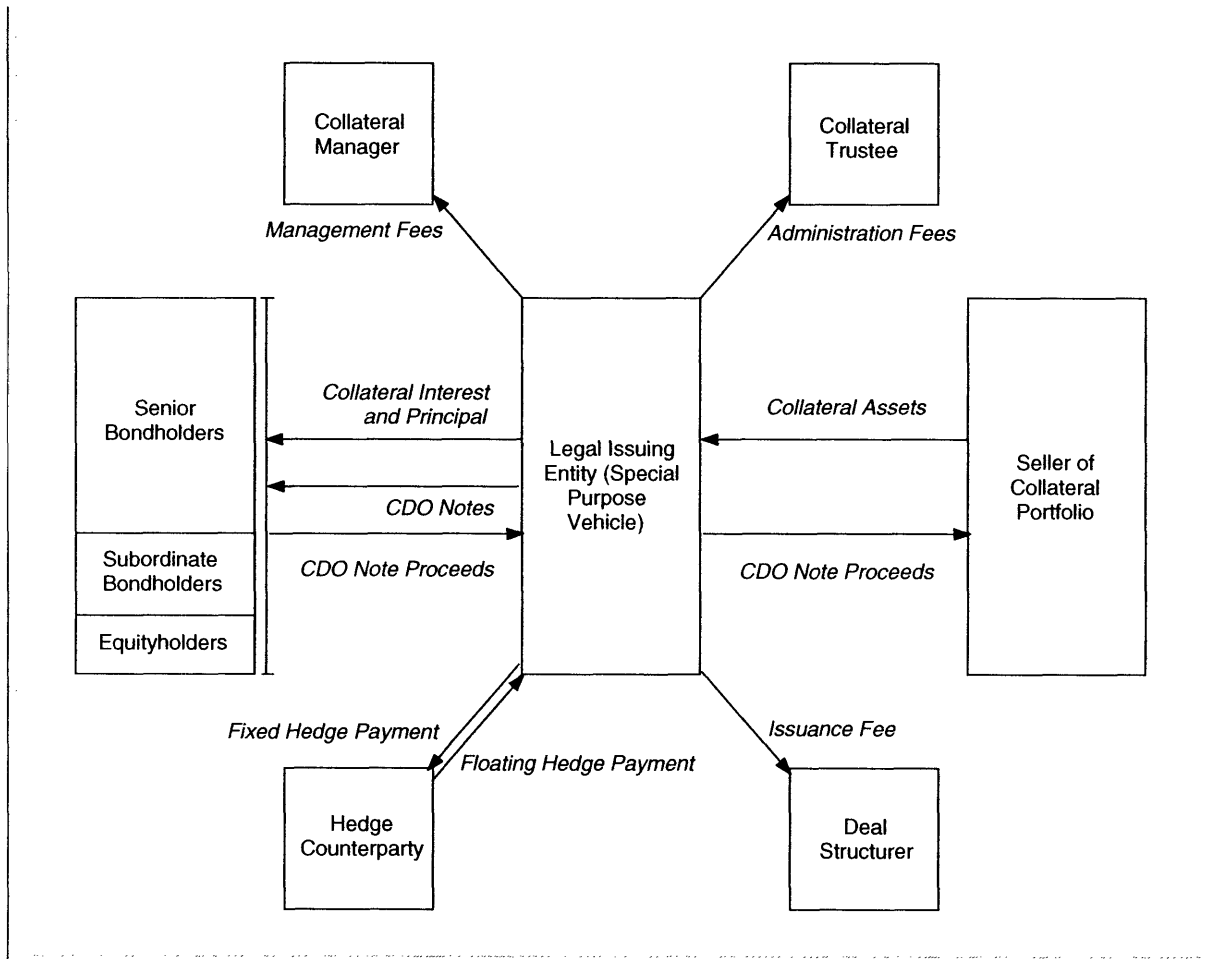 Collateral
Manager
Collateral
Trustee
Management Fees
Administration Fees
Senior
Bondholders
Collateral Interest
and Principal
Collateral Assets
Legal Issuing
Entity (Special
Purpose
Vehicle)
Seller of
Collateral
Portfolio
CDO Notes
Subordinate
Bondholders
CDO Note Proceeds
CDO Note Proceeds
Equityholders
Fixed Hedge Payment
Issuance Fee
Floating Hedge Payment
Hedge
Counterparty
Deal
Structurer